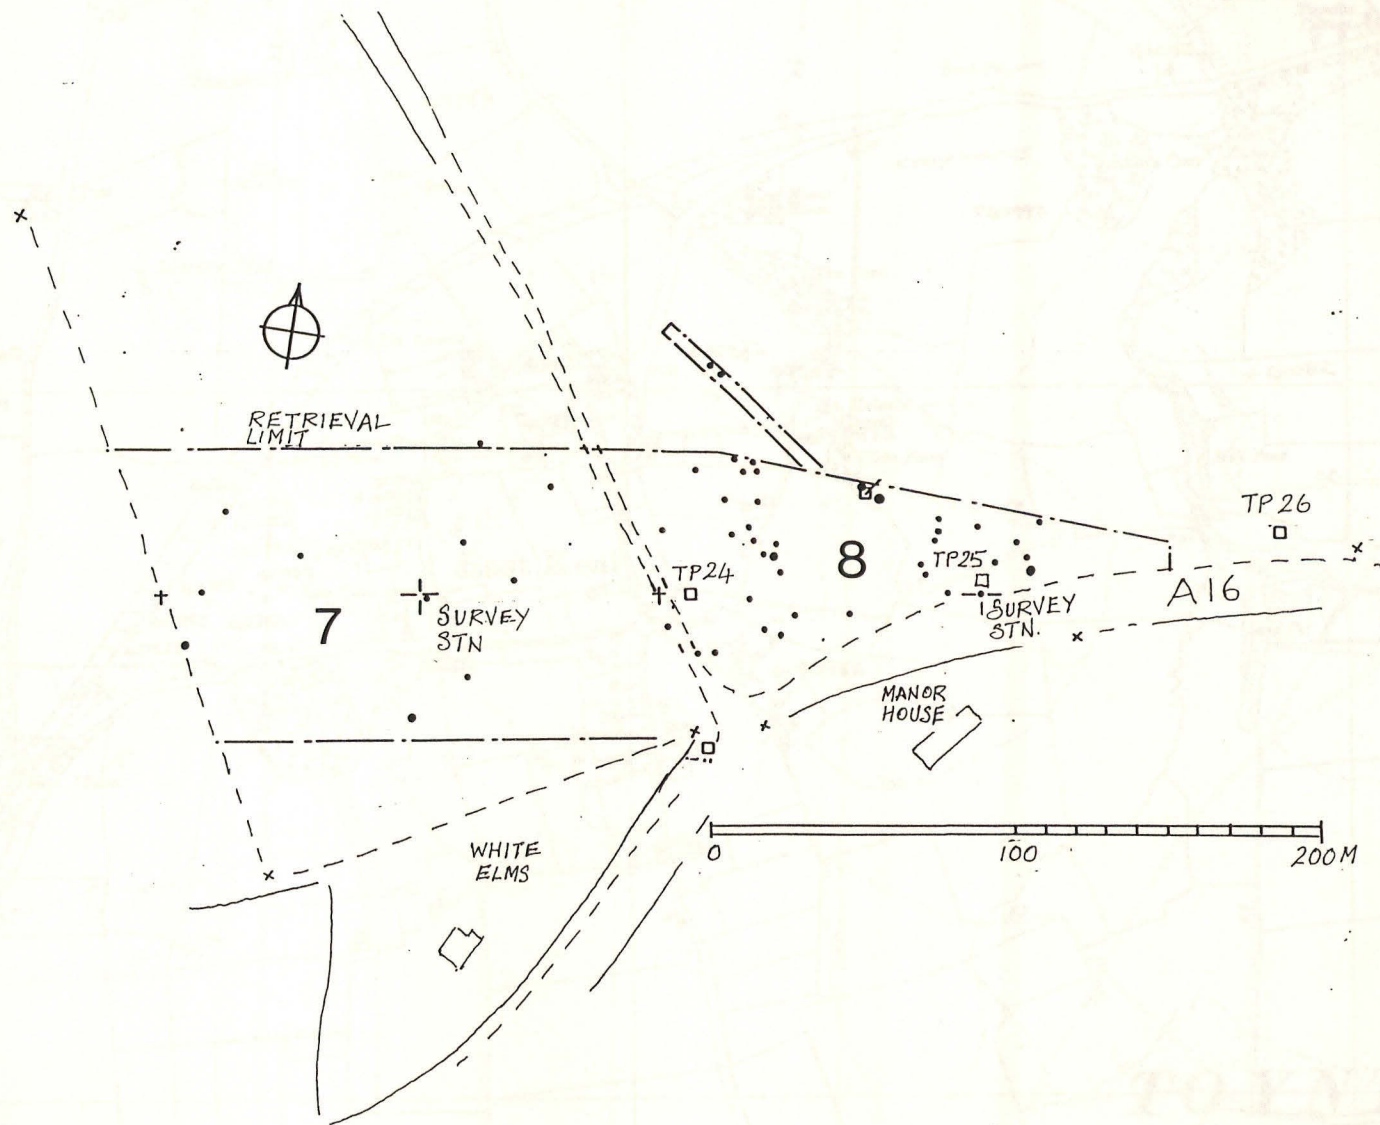 RETRIEVAL
LIMIT
TP 26
8
TP25
TP24
A16
7
SURVEY
STN
SURVEY
STN.
MANOR
HOUSE
WHITE
ELMS
0
100
200M